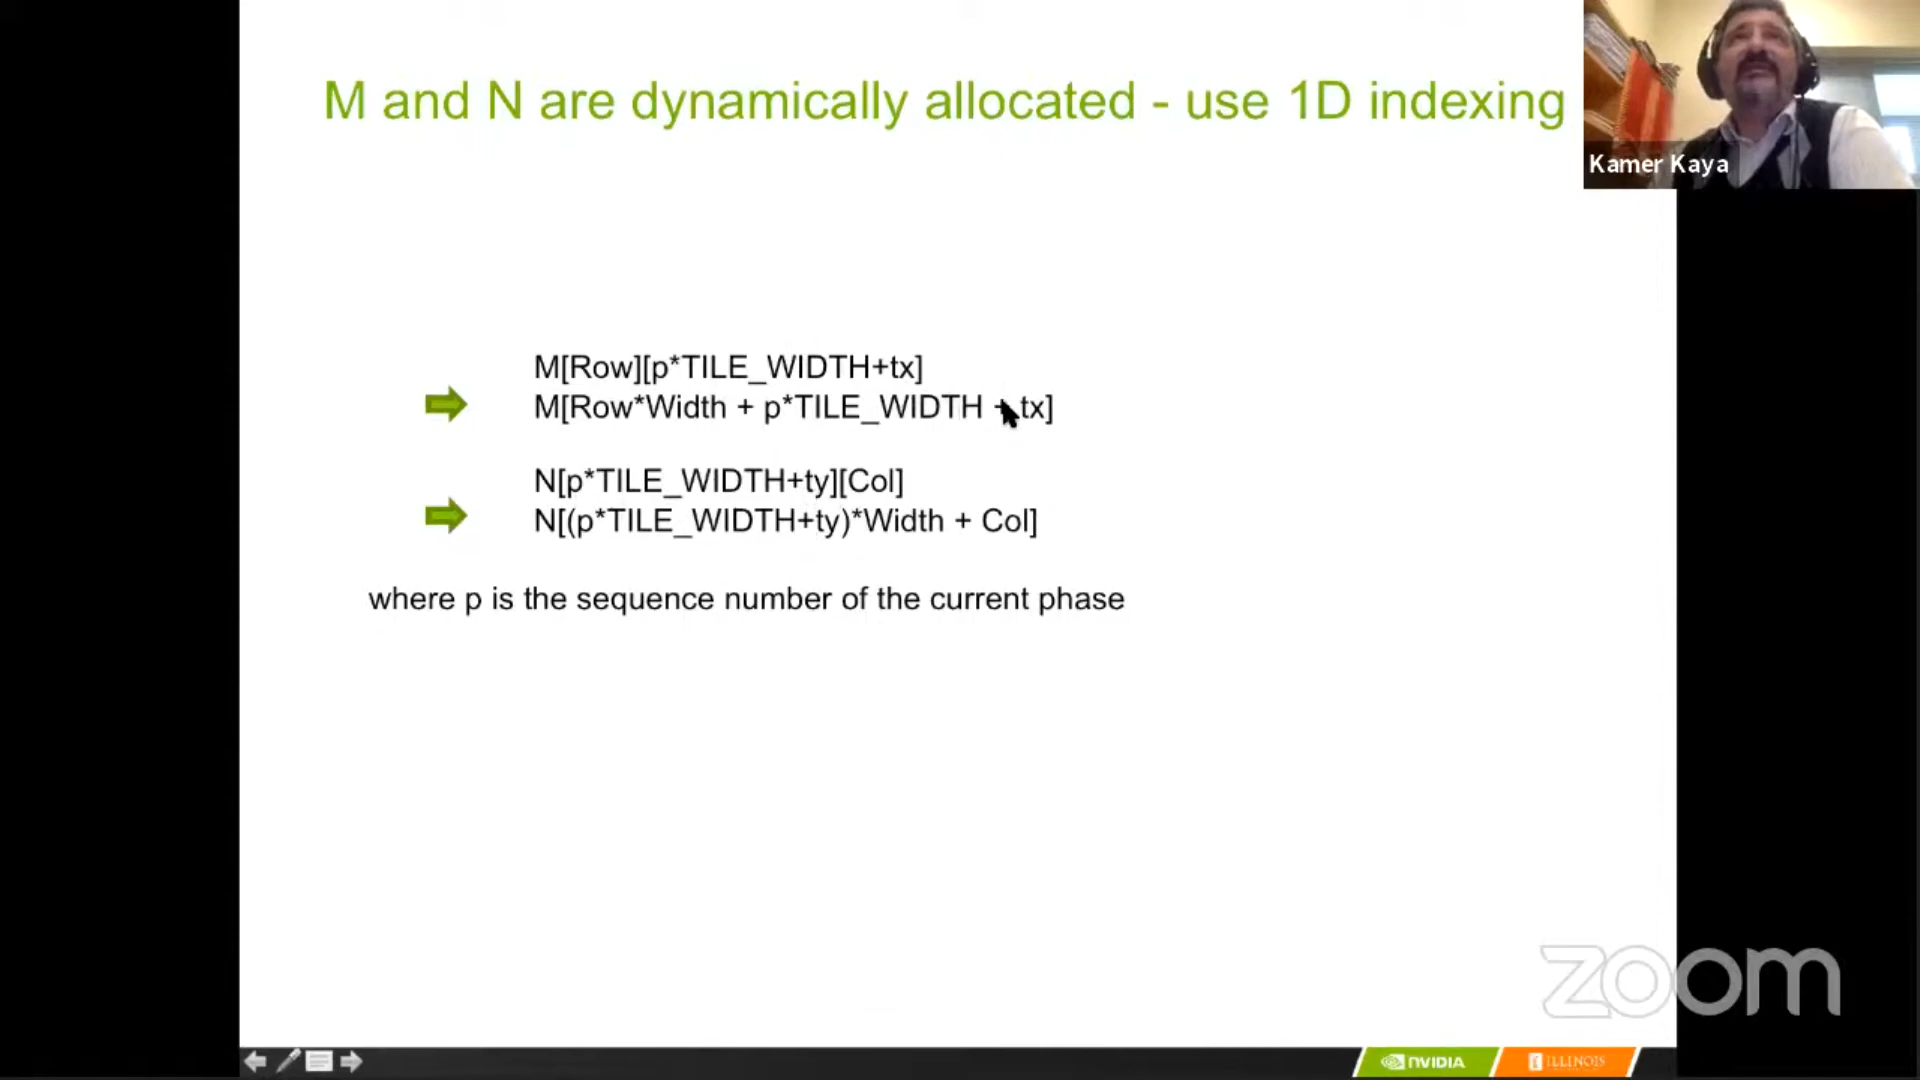 M and N are dynamically allocated - use 1D indexing
Kamer Kaya
M[Row][p*TILE_WIDTH+tx]
M[Row*Width + p*TILE_WIDTH + tx]
N[p*TILE_WIDTH+ty][Col]
N[(p*TILE_WIDTH+ty)*Width + Col]
where p is the sequence number of the current phase
zoom
NVIDIA
I ILLINOIS